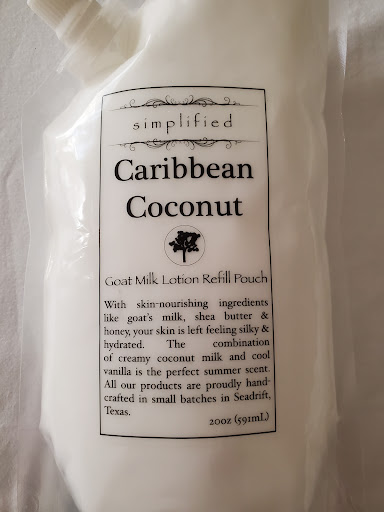 simplified
Caribbean
Coconut
Goat Milk Lotion Refill Pouch
With skin-nourishing ingredients
like goat's milk, shea butter &
honey, your skin is left feeling silky &
hydrated. The combination
of creamy coconut milk and cool
vanilla is the perfect summer scent.
All our products are proudly hand-
crafted in small batches in Seadrift,
Texas.
20oz (591mL)